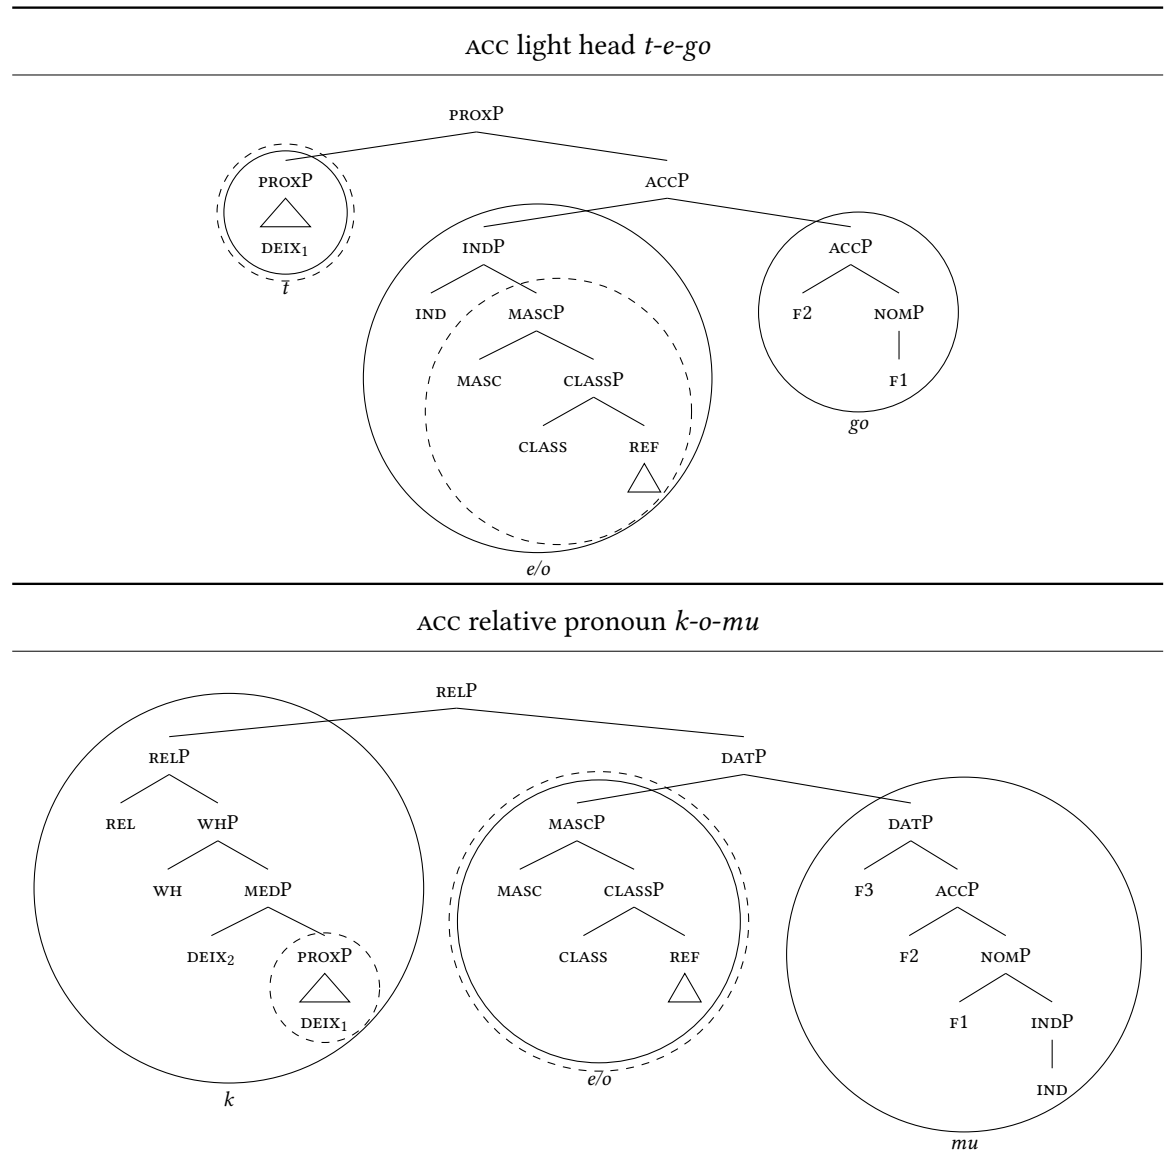 ACC light head t-e-go
PROXP
PROXP ACCP
DEIX₁ INDP ACCP
t IND MASCP F2 NOMP
MASC CLASSP F1
CLASS REF go
e/o
ACC relative pronoun k-o-mu
RELP
RELP DATP
REL WHP MASCP DATP
WH MEDP MASC CLASSP F3 ACCP
DEIX₂ PROXP CLASS REF F2 NOMP
DEIX₁ F1 INDP
e/o IND
k
mu